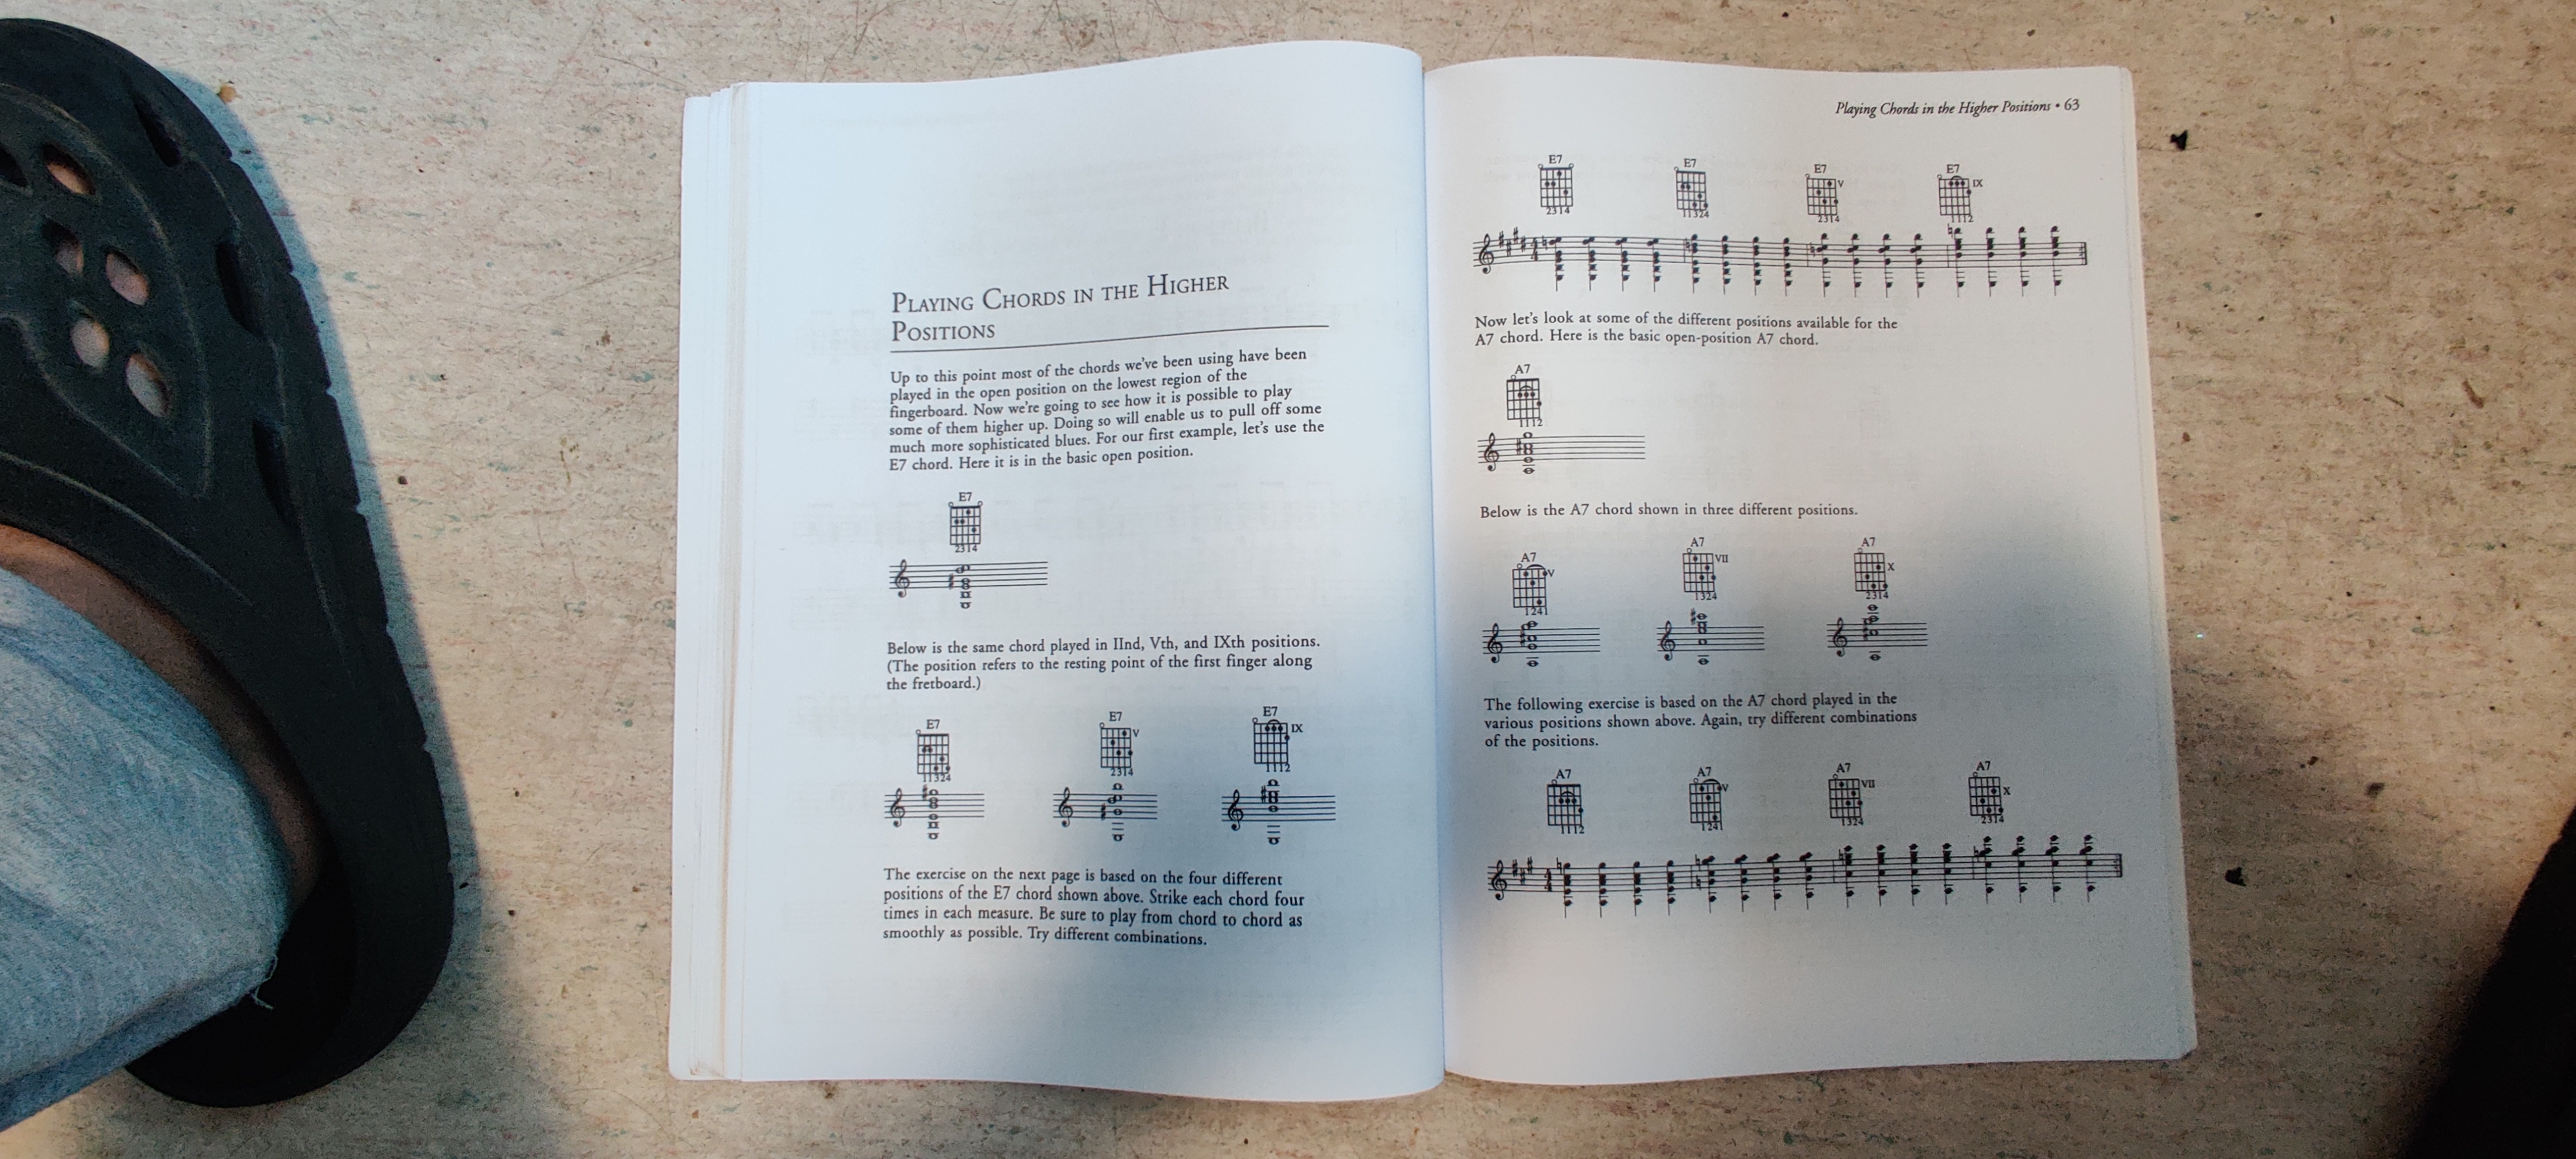 PLAYING CHORDS IN THE HIGHER
POSITIONS
Up to this point most of the chords we've been using have been
played in the open position on the lowest region of the
fingerboard. Now we're going to see how it is possible to play
some of them higher up. Doing so will enable us to pull off some
much more sophisticated blues. For our first example, let's use the
E7 chord. Here it is in the basic open position.
E7
2314
Below is the same chord played in IInd, Vth, and IXth positions.
(The position refers to the resting point of the first finger along
the fretboard.)
E7 E7 E7
V IX
11324 2314 1112
The exercise on the next page is based on the four different
positions of the E7 chord shown above. Strike each chord four
times in each measure. Be sure to play from chord to chord as
smoothly as possible. Try different combinations.
Playing Chords in the Higher Positions • 63
E7 E7 E7 E7
V IX
2314 11324 2314 1112
Now let's look at some of the different positions available for the
A7 chord. Here is the basic open-position A7 chord.
A7
1112
Below is the A7 chord shown in three different positions.
A7 A7 A7
V VII X
1241 1324 2314
The following exercise is based on the A7 chord played in the
various positions shown above. Again, try different combinations
of the positions.
A7 A7 A7 A7
V VII X
1112 1241 1324 2314